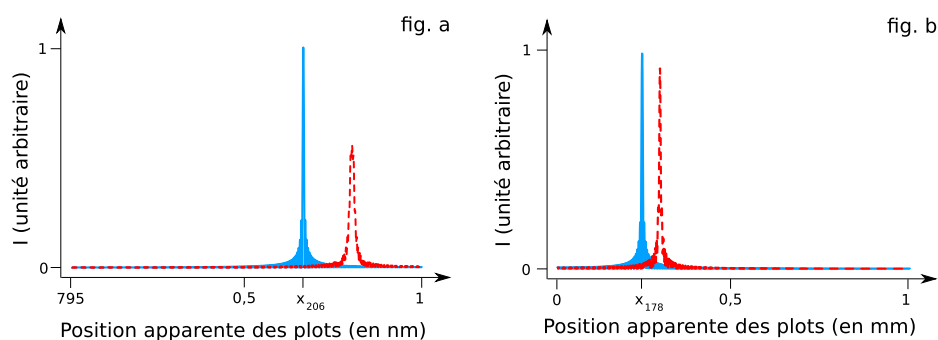 fig. a
I (unité arbitraire)
1
0
795
0,5
x206
1
Position apparente des plots (en nm)
fig. b
I (unité arbitraire)
1
0
0
x178
0,5
1
Position apparente des plots (en mm)